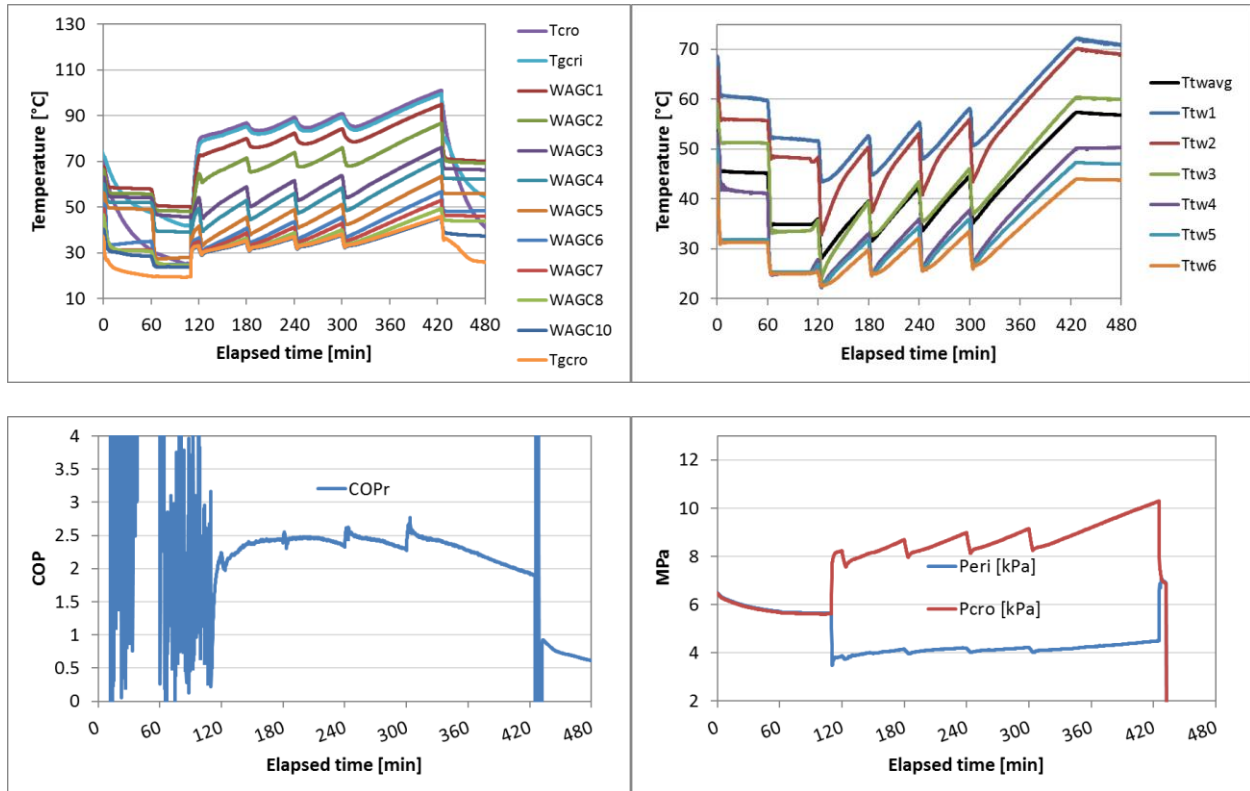 130
110
90
70
50
30
10
Temperature [°C]
0 60 120 180 240 300 360 420 480
Elapsed time [min]
Tcro
Tgcri
WAGC1
WAGC2
WAGC3
WAGC4
WAGC5
WAGC6
WAGC7
WAGC8
WAGC10
Tgcro
70
60
50
40
30
20
Temperature [°C]
0 60 120 180 240 300 360 420 480
Elapsed time [min]
Ttwavg
Ttw1
Ttw2
Ttw3
Ttw4
Ttw5
Ttw6
4
3.5
3
2.5
2
1.5
1
0.5
0
COP
COPr
0 60 120 180 240 300 360 420 480
Elapsed time [min]
12
10
8
6
4
2
MPa
Peri [kPa]
Pcro [kPa]
0 60 120 180 240 300 360 420 480
Elapsed time [min]